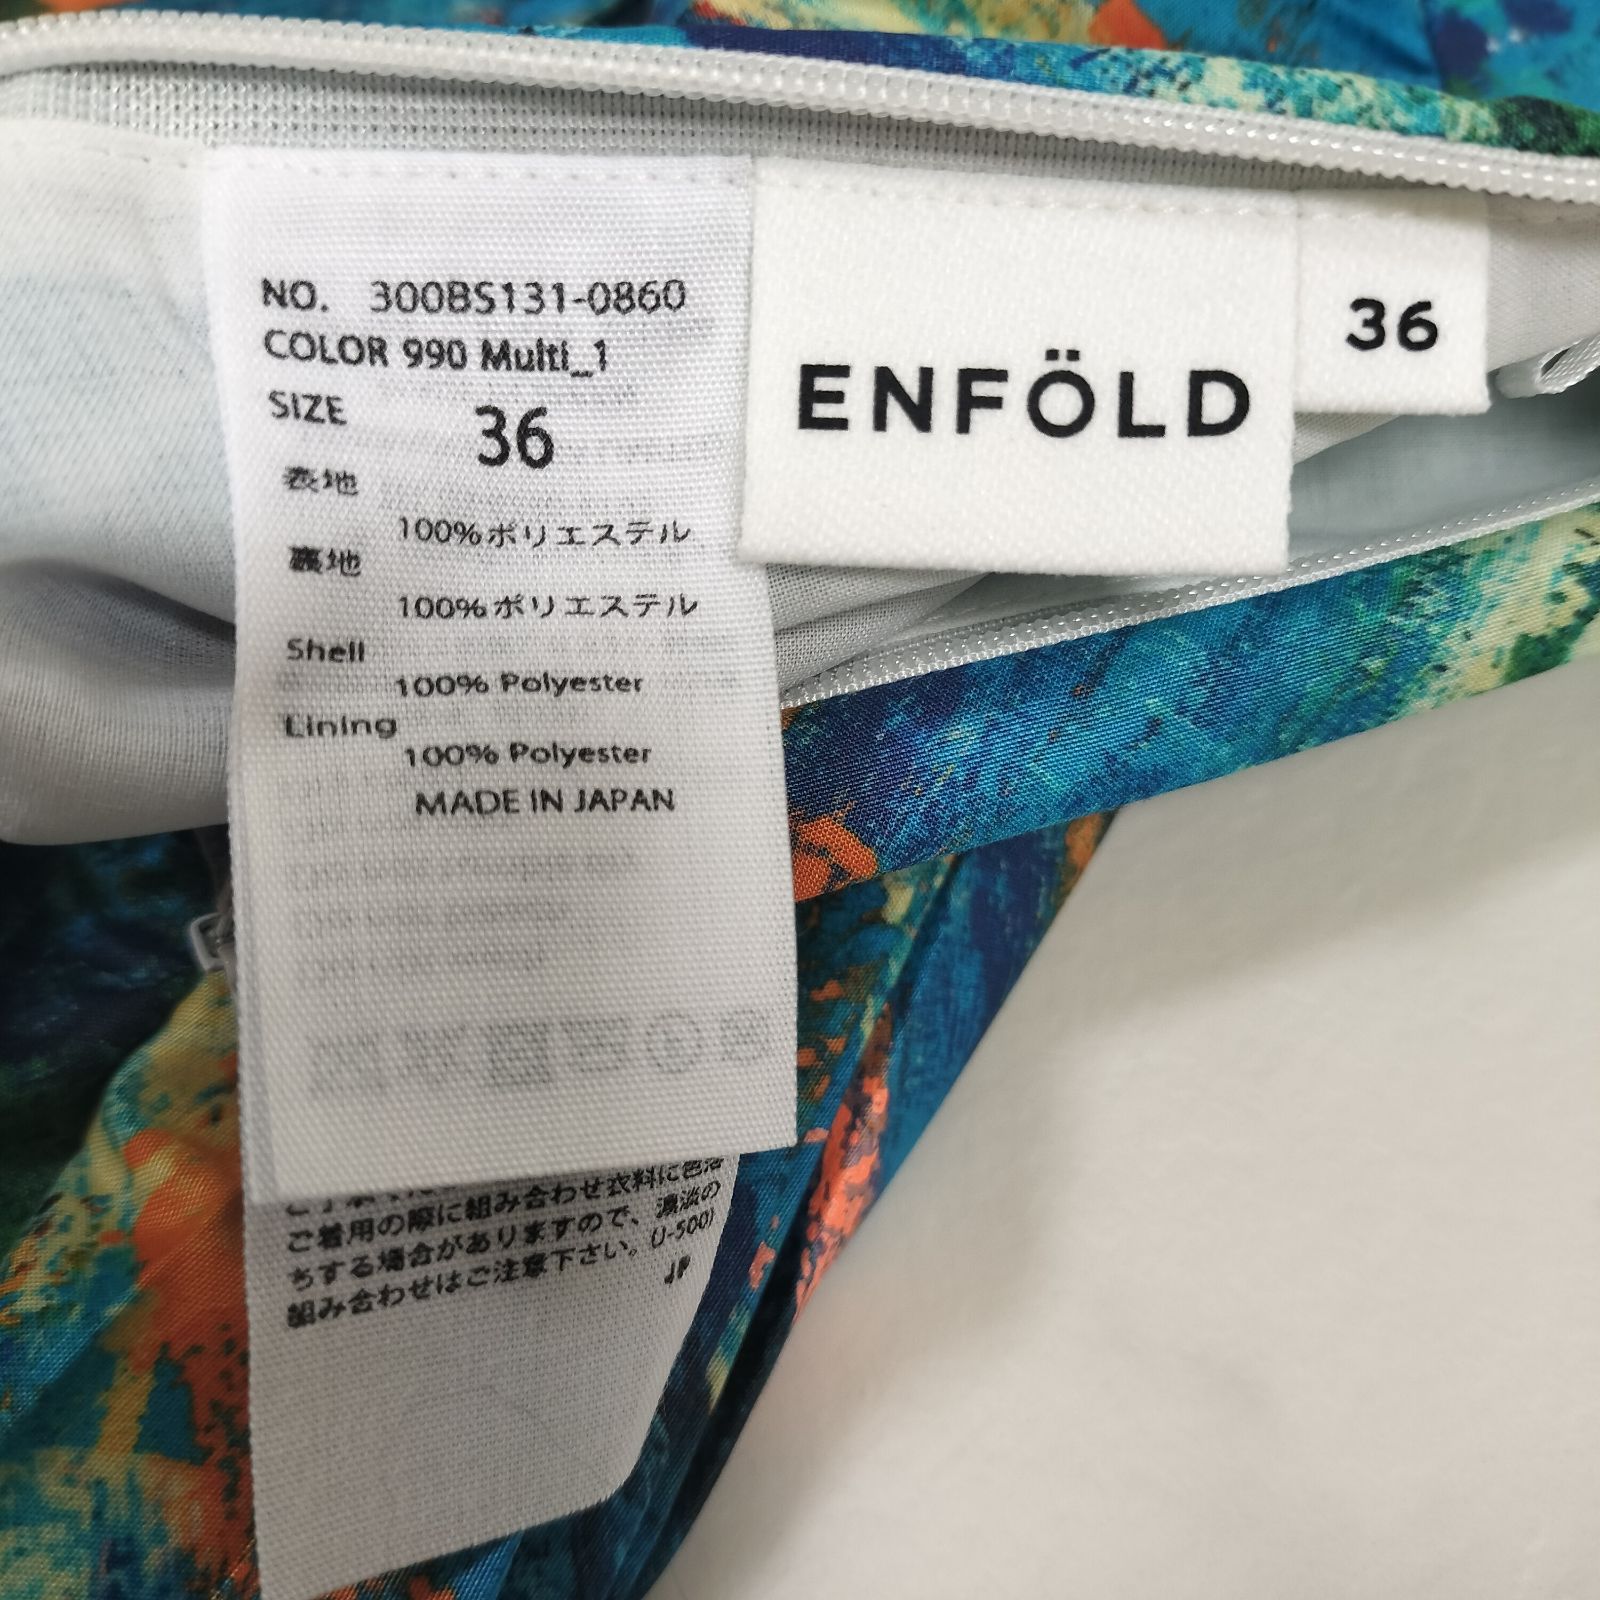 NO. 300BS131-0860
COLOR 990 Multi_1
SIZE 36
表地
100%ポリエステル
裏地
100%ポリエステル
Shell
100% Polyester
Lining
100% Polyester
MADE IN JAPAN
ENFÖLD
36
ご着用の際に組み合わせ衣料に色落
ちする場合がありますので、濃淡の
組み合わせはご注意下さい。(U-500)
JP